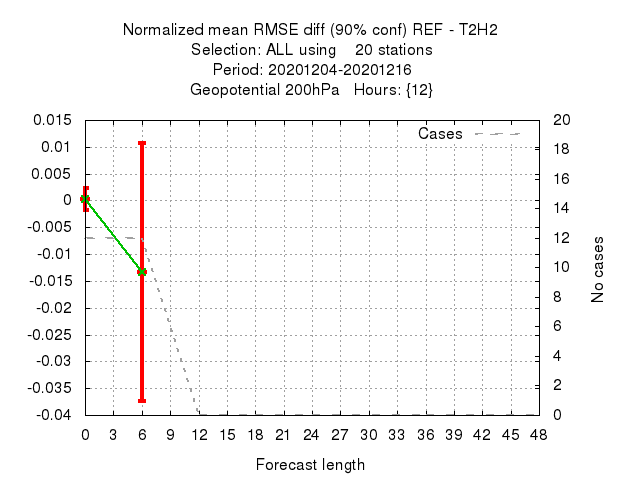 Normalized mean RMSE diff (90% conf) REF - T2H2
Selection: ALL using    20 stations
Period: 20201204-20201216
Geopotential 200hPa   Hours: {12}
Cases
0.015
0.01
0.005
0
-0.005
-0.01
-0.015
-0.02
-0.025
-0.03
-0.035
-0.04
20
18
16
14
12
10
8
6
4
2
0
No cases
0 3 6 9 12 15 18 21 24 27 30 33 36 39 42 45 48
Forecast length